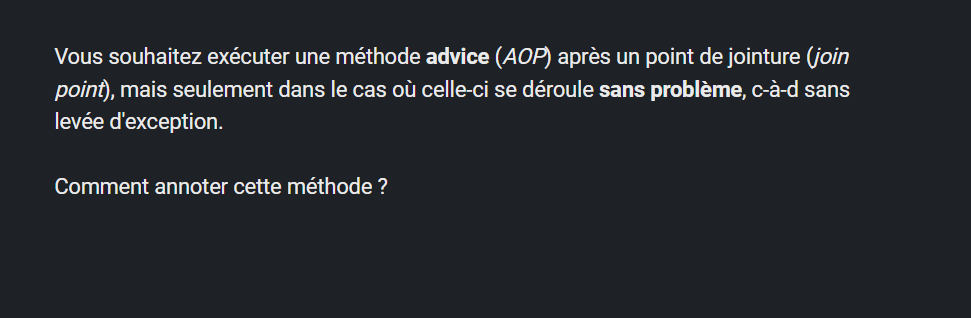 Vous souhaitez exécuter une méthode advice (AOP) après un point de jointure (join
point), mais seulement dans le cas où celle-ci se déroule sans problème, c-à-d sans
levée d'exception.
Comment annoter cette méthode ?